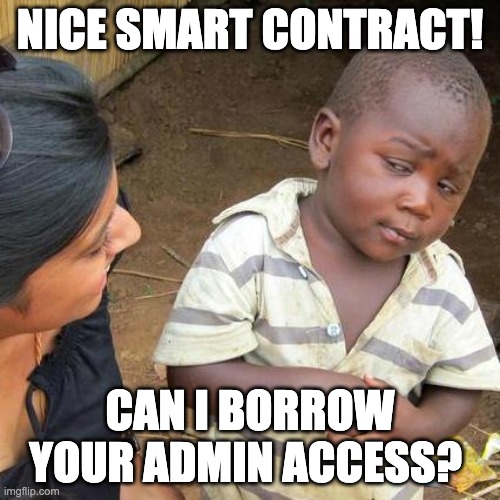 NICE SMART CONTRACT!
CAN I BORROW
YOUR ADMIN ACCESS?
imgflip.com